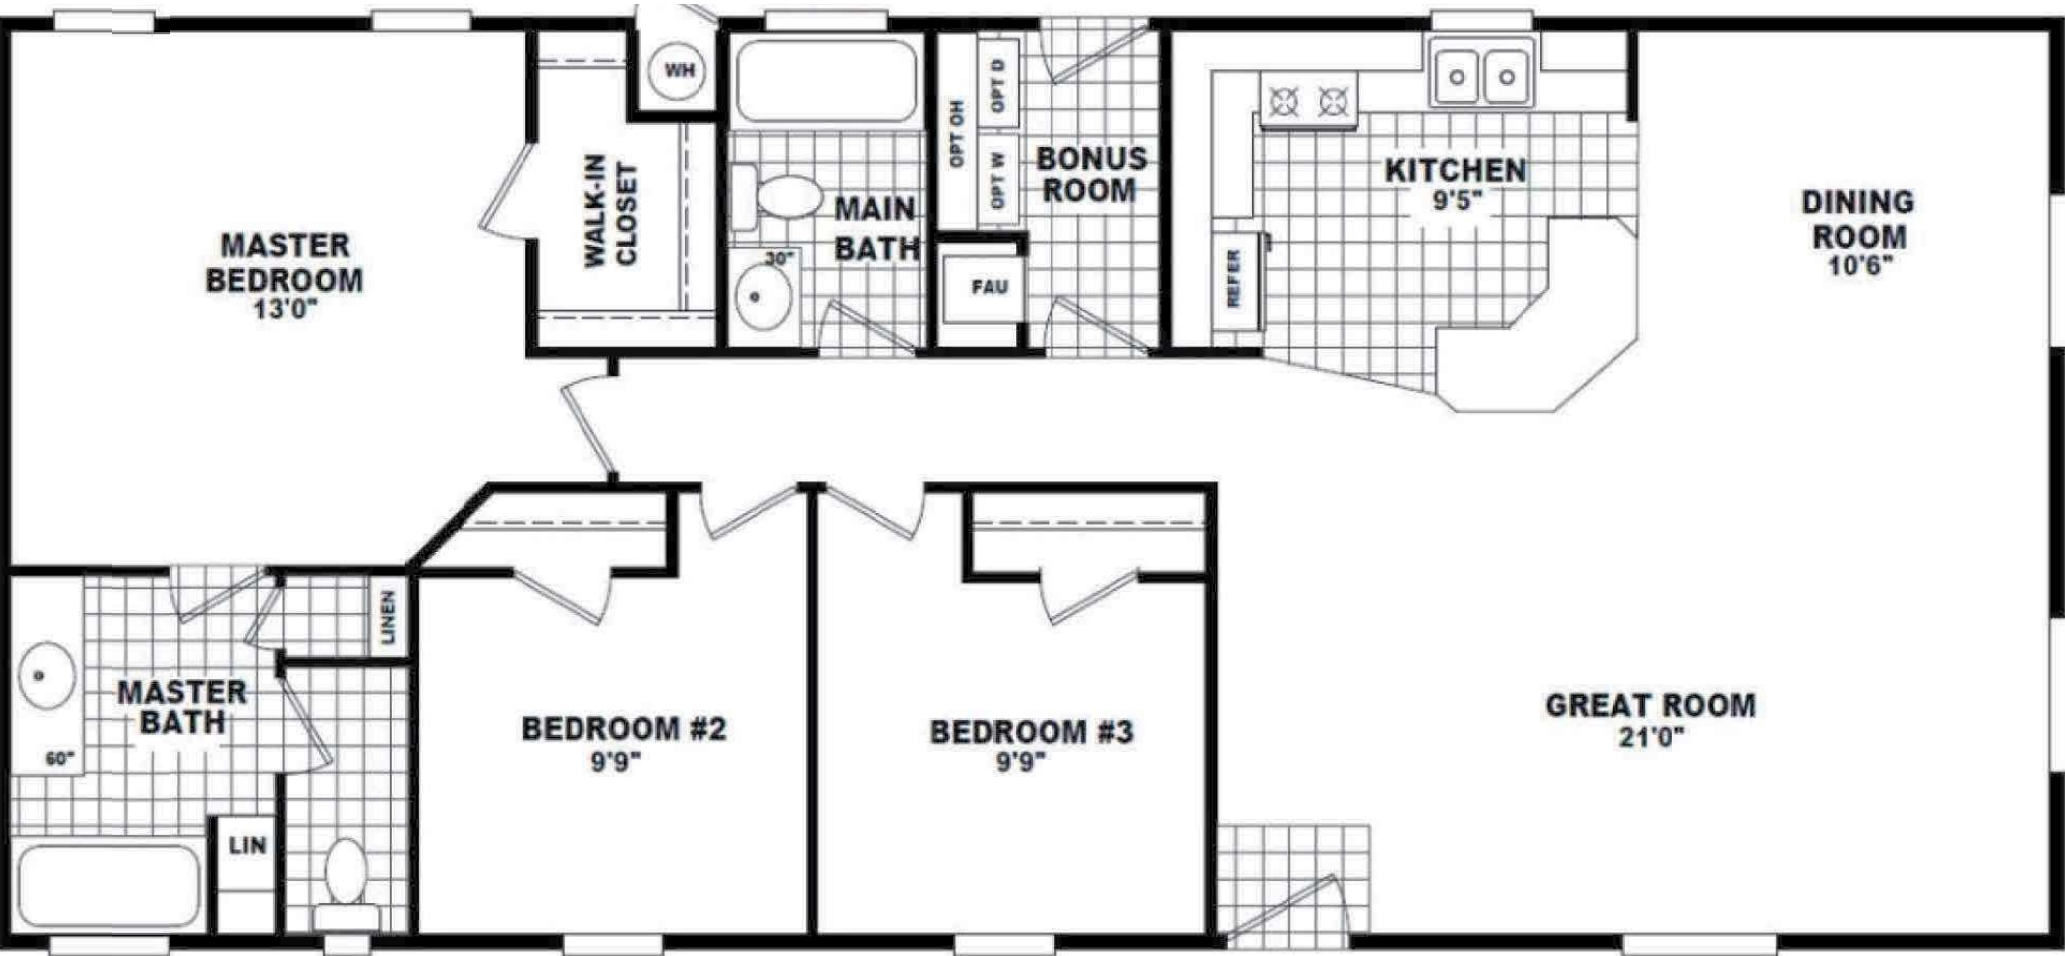 WH
OPT D
OPT OH
OPT W
BONUS
ROOM
KITCHEN
9'5"
WALK-IN
CLOSET
MAIN
BATH
30"
DINING
ROOM
10'6"
MASTER
BEDROOM
13'0"
FAU
REFER
LINEN
MASTER
BATH
60"
BEDROOM #2
9'9"
BEDROOM #3
9'9"
GREAT ROOM
21'0"
LIN